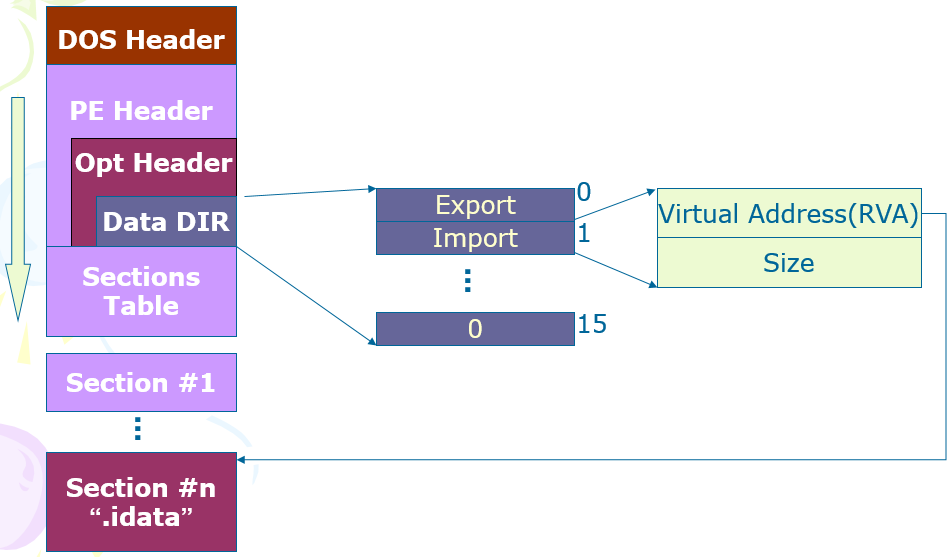 DOS Header
PE Header
Opt Header
Data DIR
Sections
Table
Section #1
⋮
Section #n
“.idata”
Export
0
Import
1
⋮
0
15
Virtual Address(RVA)
Size